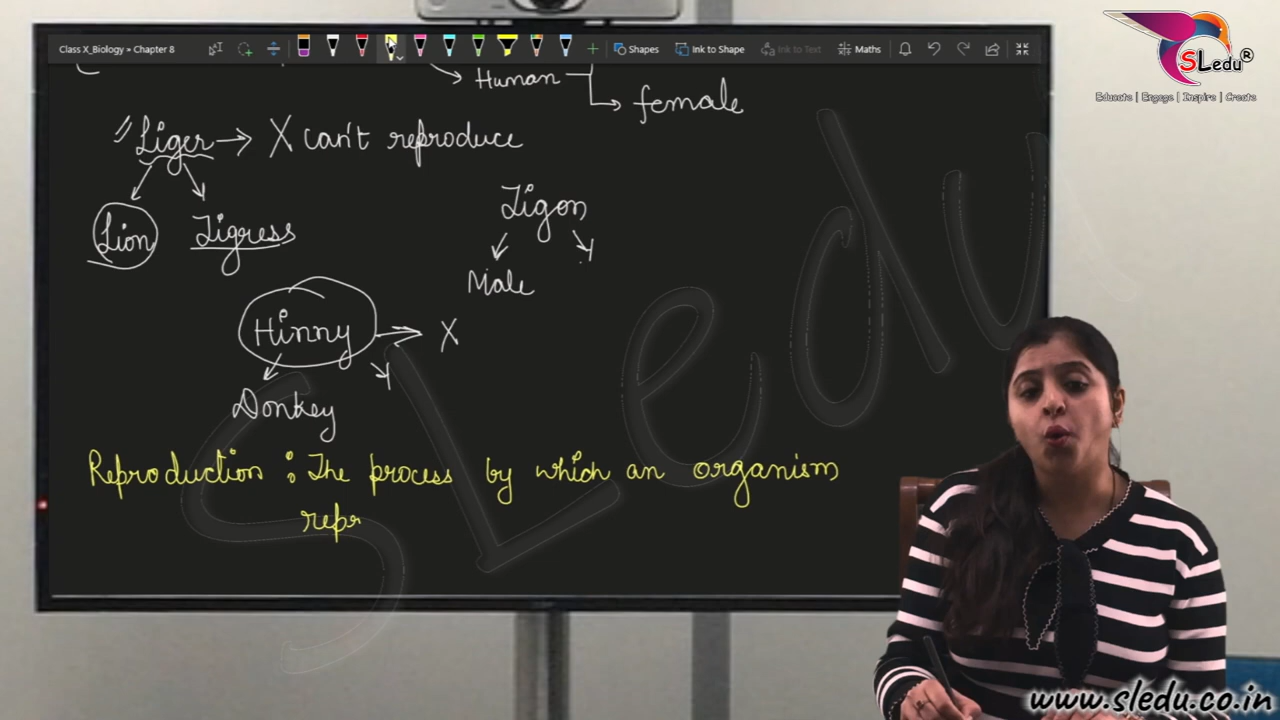 Class X_Biology » Chapter 8
Shapes
Ink to Shape
Ink to Text
Maths
SLedu®
Educate | Engage | Inspire | Create
Human
female
"Liger → X can't reproduce
Lion
Tigress
Tigon
Male
Hinny → X
Donkey
Reproduction : The process by which an organism
repr
SLedu
www.sledu.co.in